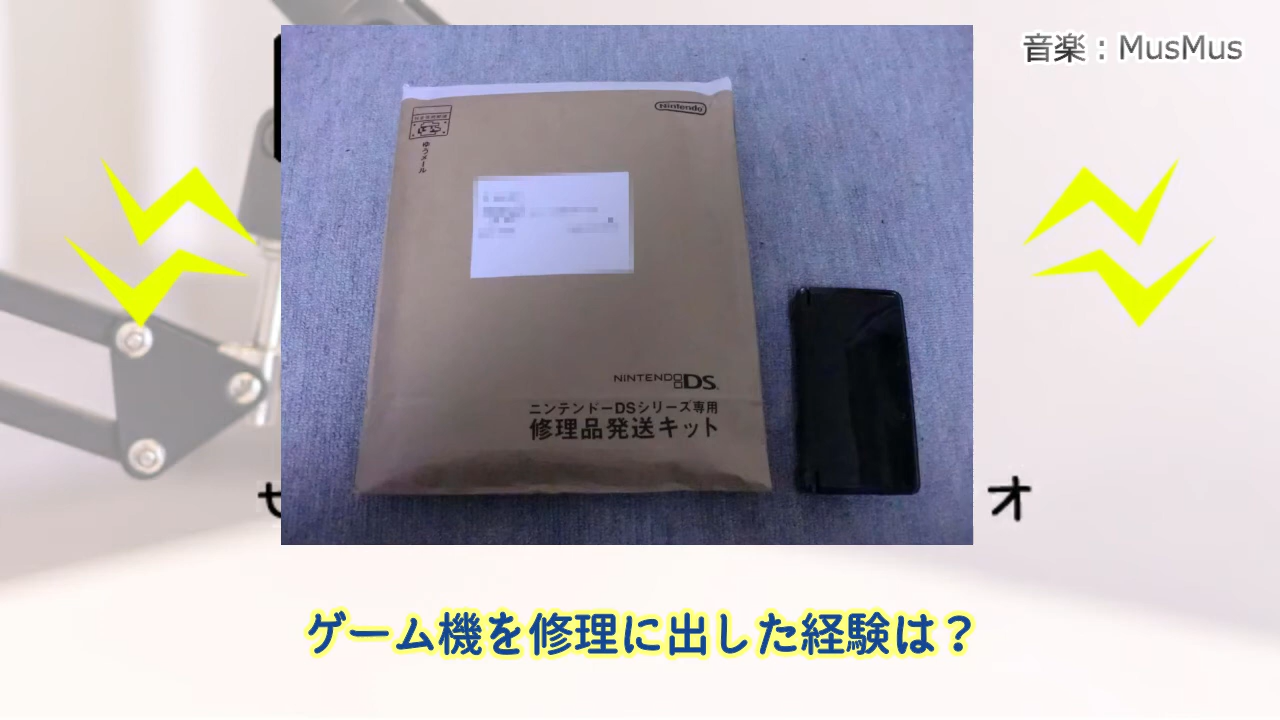 音楽：MusMus
Nintendo
ゆうメール
NINTENDO DS
ニンテンドーDSシリーズ専用
修理品発送キット
オ
ゲーム機を修理に出した経験は？